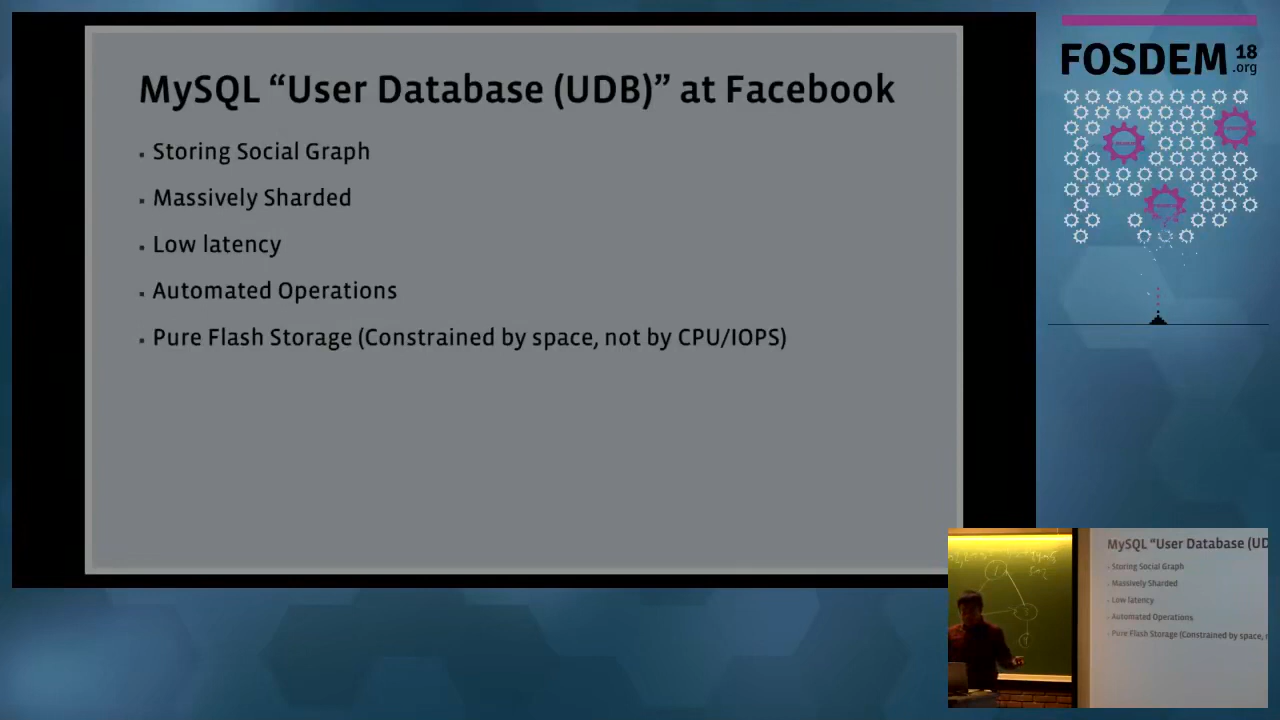 MySQL “User Database (UDB)” at Facebook
▪ Storing Social Graph
▪ Massively Sharded
▪ Low latency
▪ Automated Operations
▪ Pure Flash Storage (Constrained by space, not by CPU/IOPS)
FOSDEM 18
.org
MySQL “User Database (UD
Storing Social Graph
Massively Sharded
Low latency
Automated Operations
Pure Flash Storage (Constrained by space,